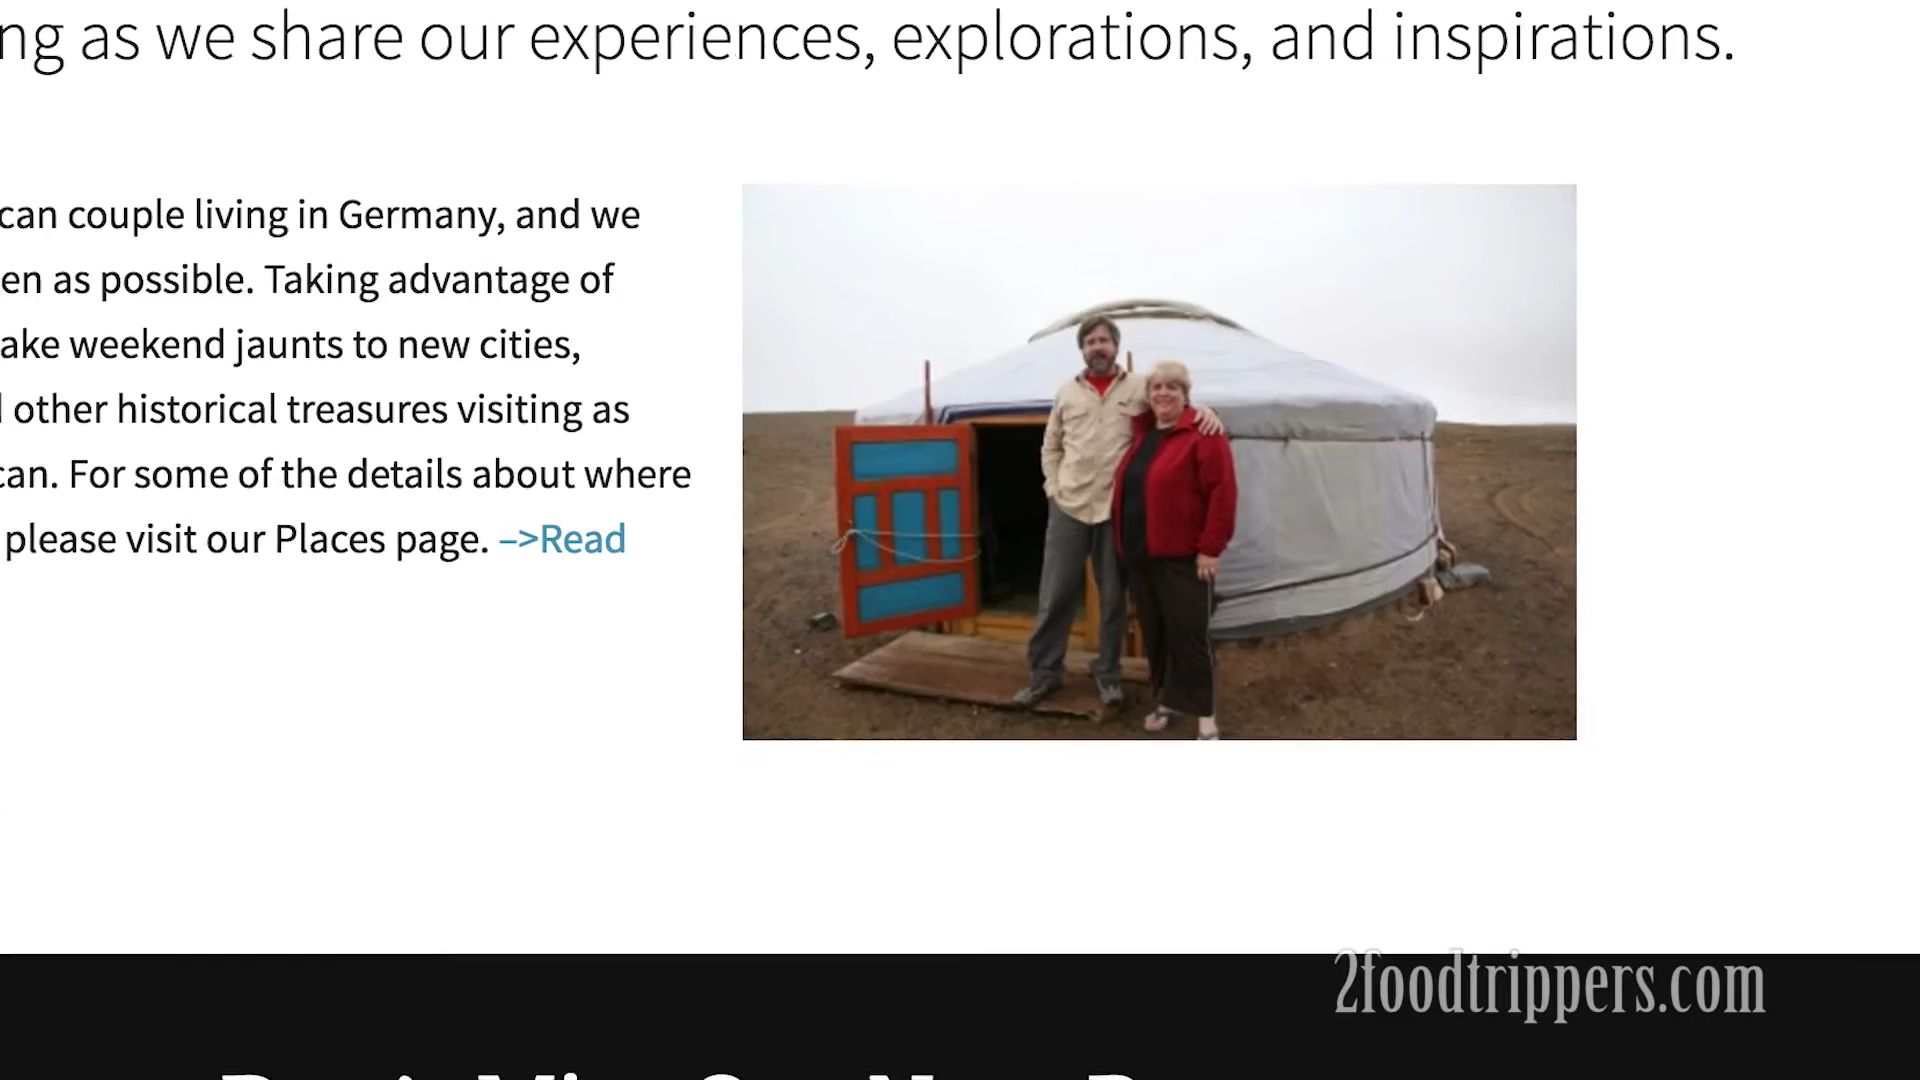 ng as we share our experiences, explorations, and inspirations.
can couple living in Germany, and we
en as possible. Taking advantage of
ake weekend jaunts to new cities,
other historical treasures visiting as
can. For some of the details about where
please visit our Places page. –>Read
2foodtrippers.com